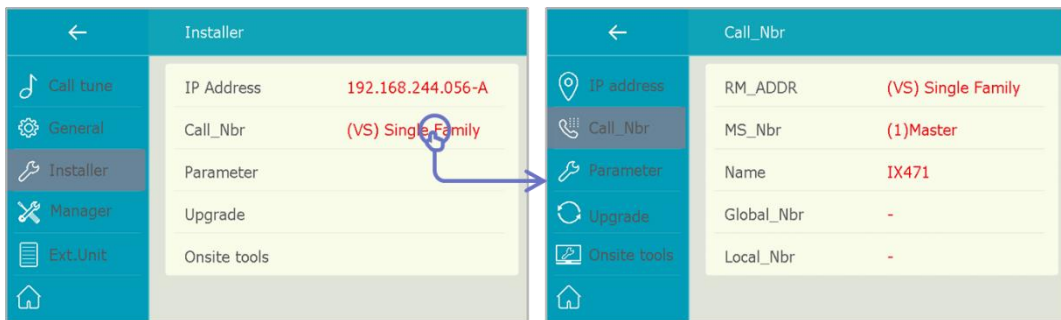 Installer
Call tune
General
Installer
Manager
Ext.Unit
IP Address 192.168.244.056-A
Call_Nbr (VS) Single Family
Parameter
Upgrade
Onsite tools
Call_Nbr
IP address
Call_Nbr
Parameter
Upgrade
Onsite tools
RM_ADDR (VS) Single Family
MS_Nbr (1)Master
Name IX471
Global_Nbr -
Local_Nbr -